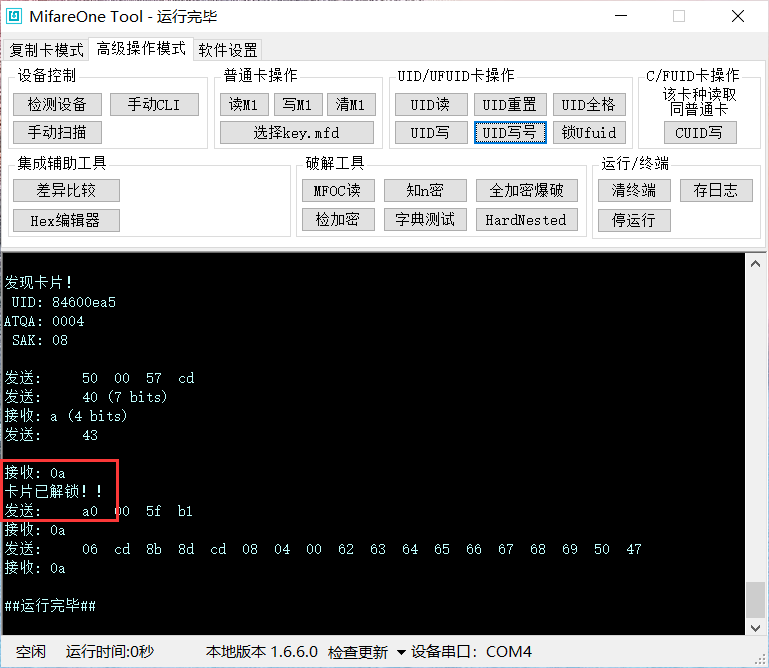 MifareOne Tool - 运行完毕
复制卡模式 高级操作模式 软件设置
设备控制 普通卡操作 UID/UFUID卡操作 C/FUID卡操作
检测设备 手动CLI 读M1 写M1 清M1 UID读 UID重置 UID全格 该卡种读取
同普通卡
手动扫描 选择key.mfd UID写 UID写号 锁Ufuid CUID写
集成辅助工具 破解工具 运行/终端
差异比较 MFOC读 知n密 全加密爆破 清终端 存日志
Hex编辑器 检加密 字典测试 HardNested 停运行
发现卡片!
UID: 84600ea5
ATQA: 0004
SAK: 08
发送: 50 00 57 cd
发送: 40 (7 bits)
接收: a (4 bits)
发送: 43
接收: 0a
卡片已解锁!!
发送: a0 00 5f b1
接收: 0a
发送: 06 cd 8b 8d cd 08 04 00 62 63 64 65 66 67 68 69 50 47
接收: 0a
##运行完毕##
空闲 运行时间:0秒 本地版本 1.6.6.0 检查更新 设备串口: COM4